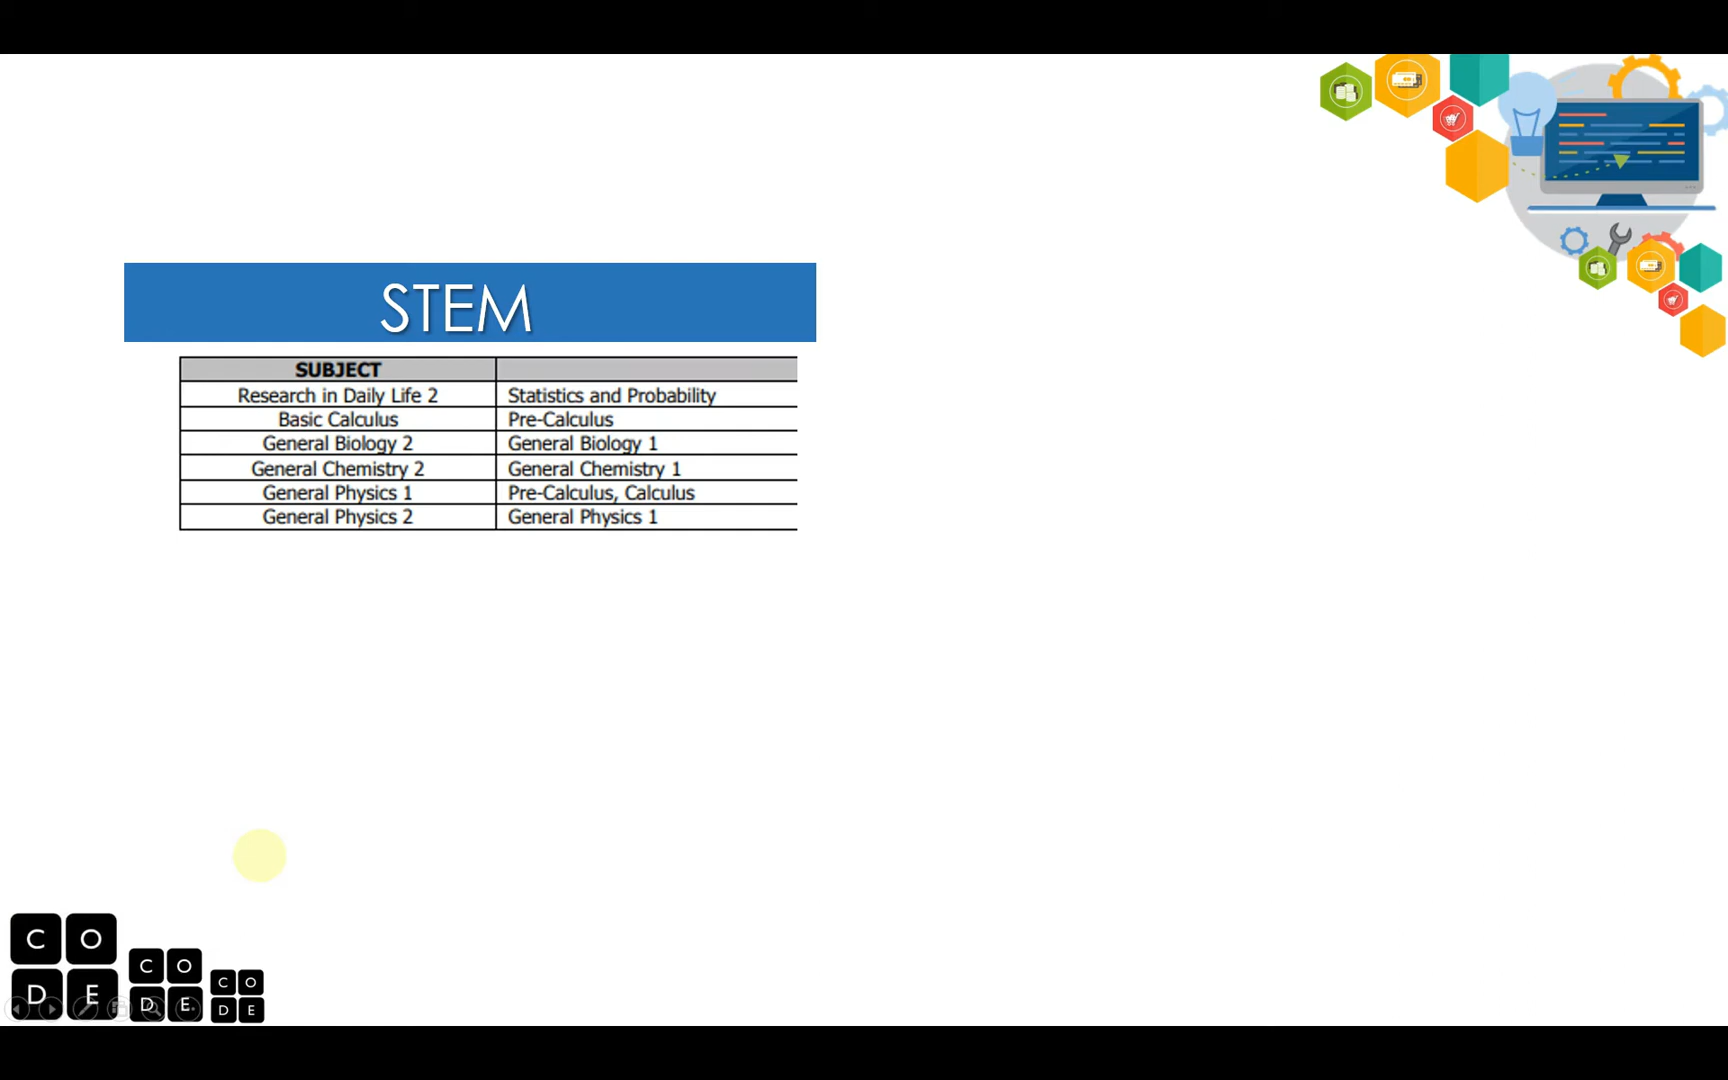 STEM
SUBJECT
Research in Daily Life 2 Statistics and Probability
Basic Calculus Pre-Calculus
General Biology 2 General Biology 1
General Chemistry 2 General Chemistry 1
General Physics 1 Pre-Calculus, Calculus
General Physics 2 General Physics 1
C O
D E
C O
D E
C O
D E